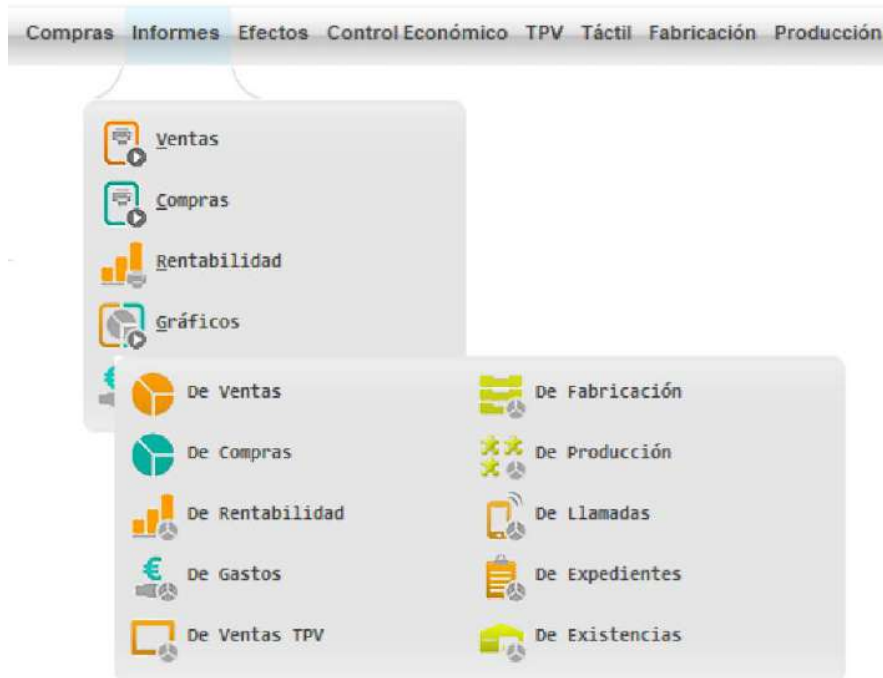 Compras Informes Efectos Control Económico TPV Táctil Fabricación Producción
Ventas
Compras
Rentabilidad
Gráficos
De Ventas
De Compras
De Rentabilidad
De Gastos
De Ventas TPV
De Fabricación
De Producción
De Llamadas
De Expedientes
De Existencias